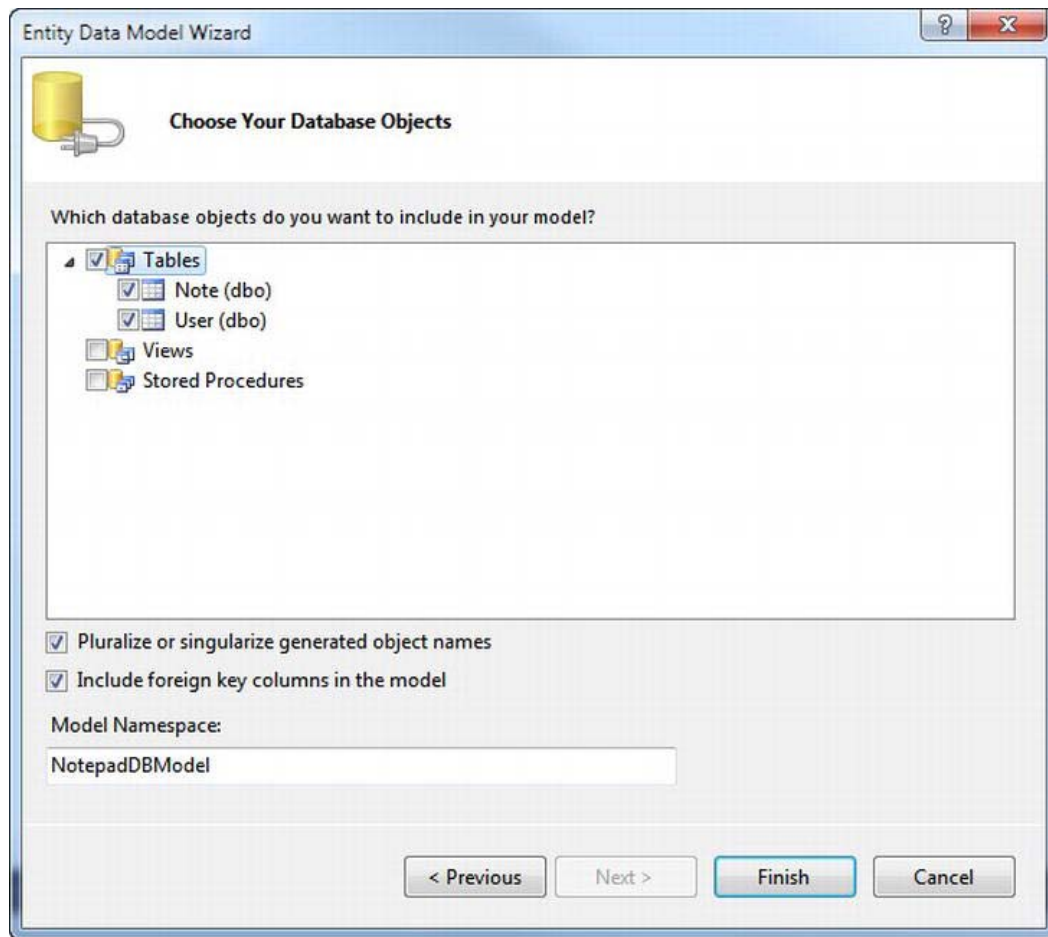 Entity Data Model Wizard
Choose Your Database Objects
Which database objects do you want to include in your model?
Tables
Note (dbo)
User (dbo)
Views
Stored Procedures
Pluralize or singularize generated object names
Include foreign key columns in the model
Model Namespace:
NotepadDBModel
< Previous Next > Finish Cancel